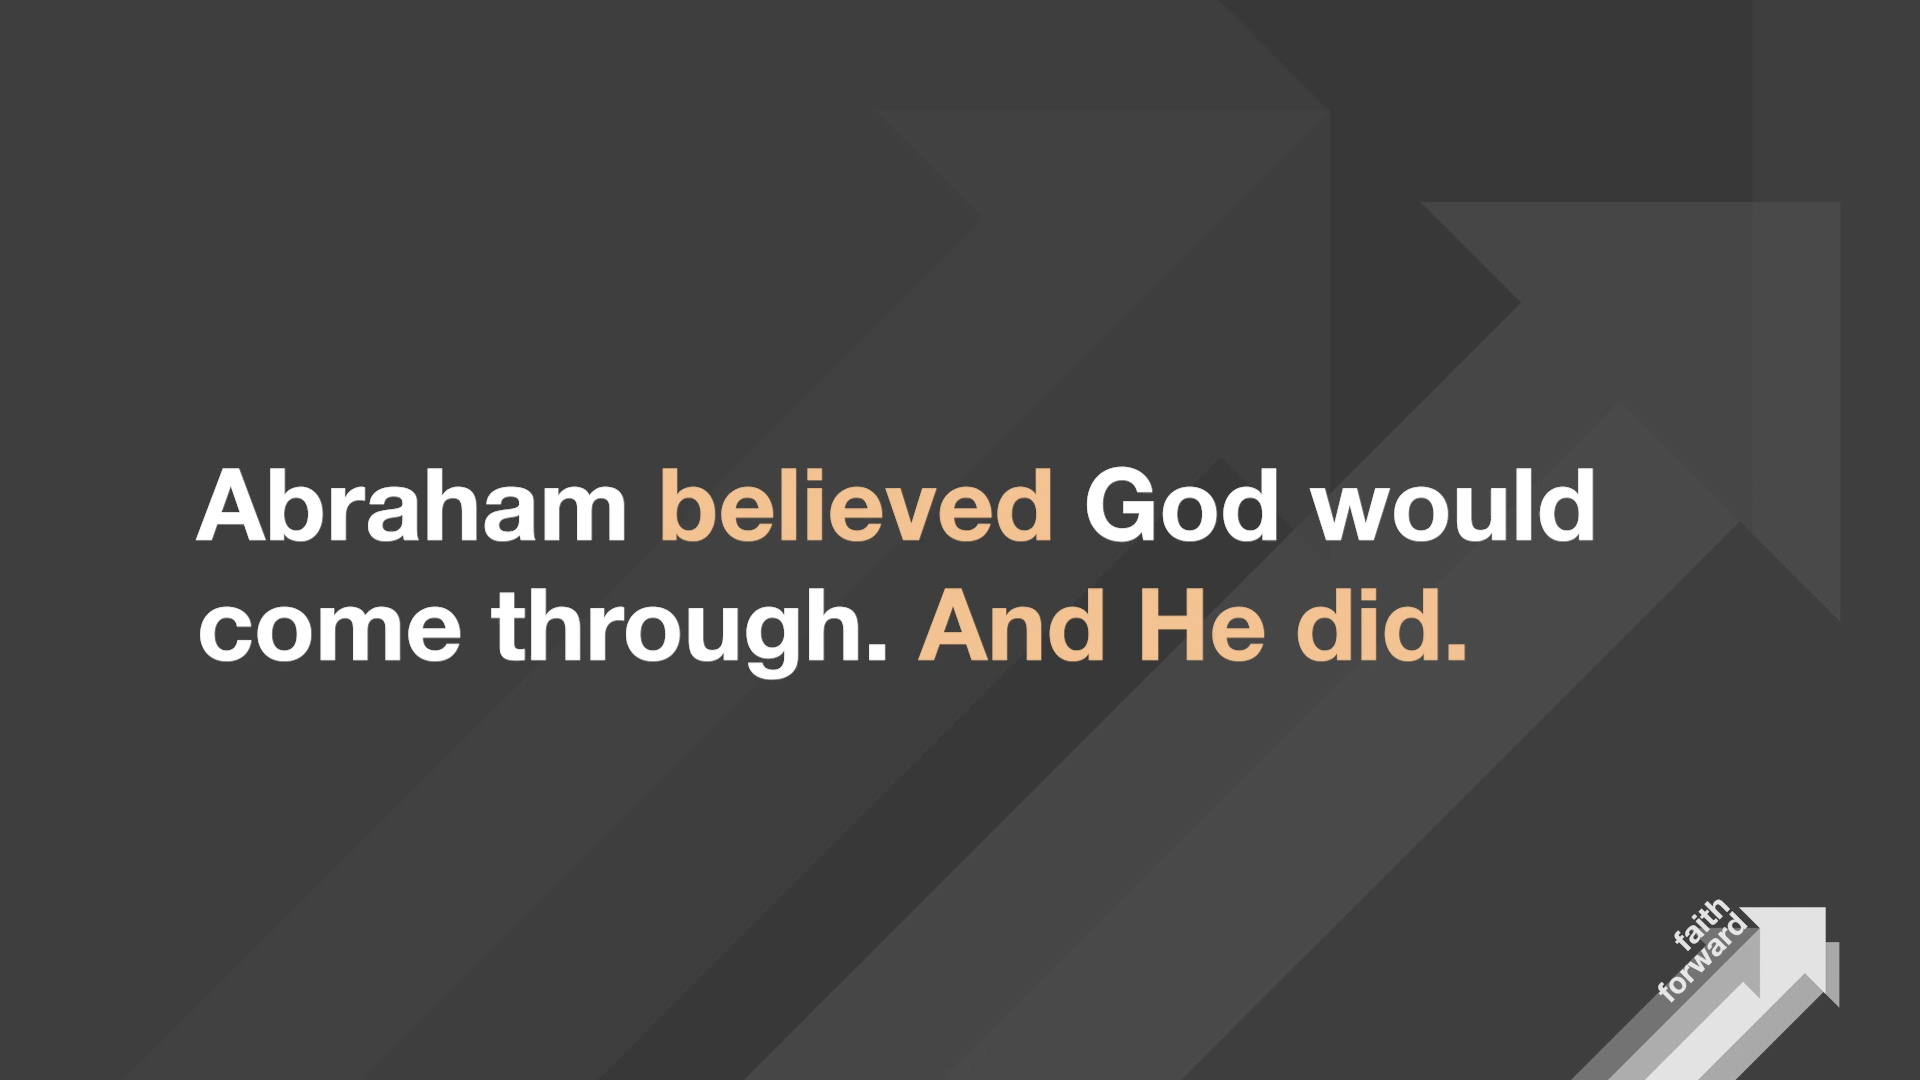 Abraham believed God would
come through. And He did.
faith
forward